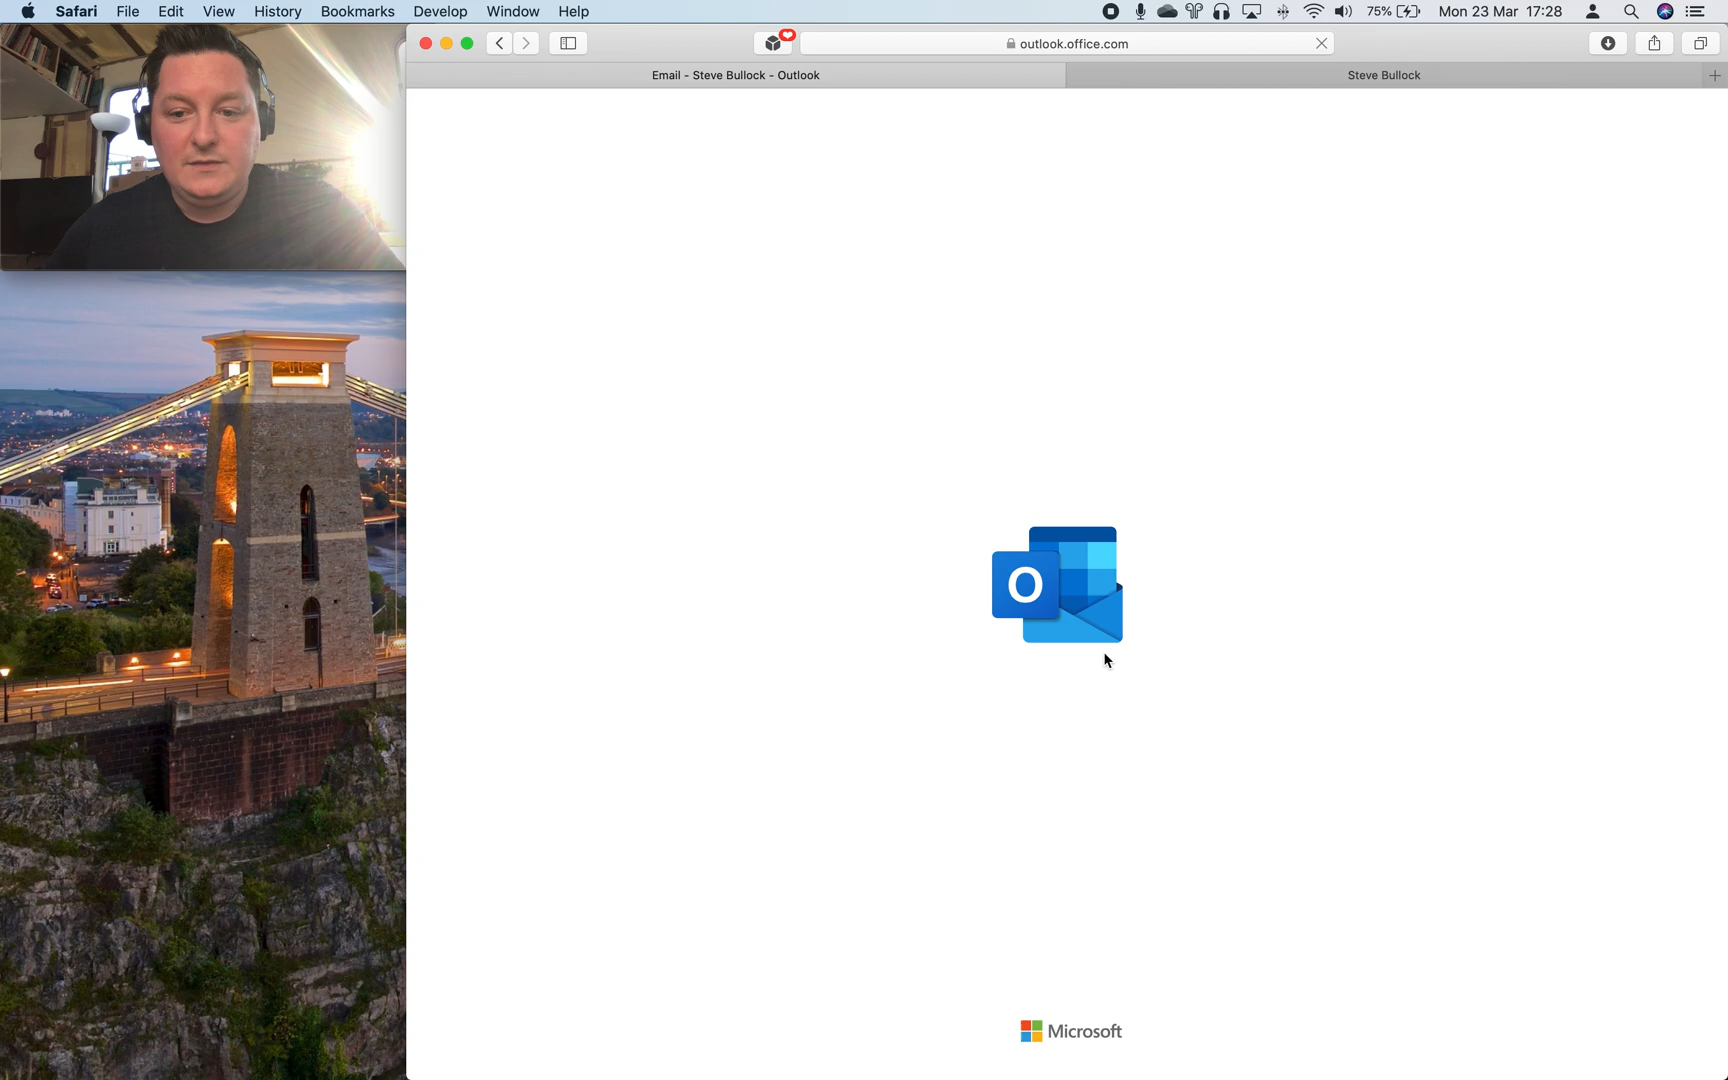 Safari File Edit View History Bookmarks Develop Window Help 75% Mon 23 Mar 17:28
outlook.office.com
Email - Steve Bullock - Outlook Steve Bullock
O
Microsoft